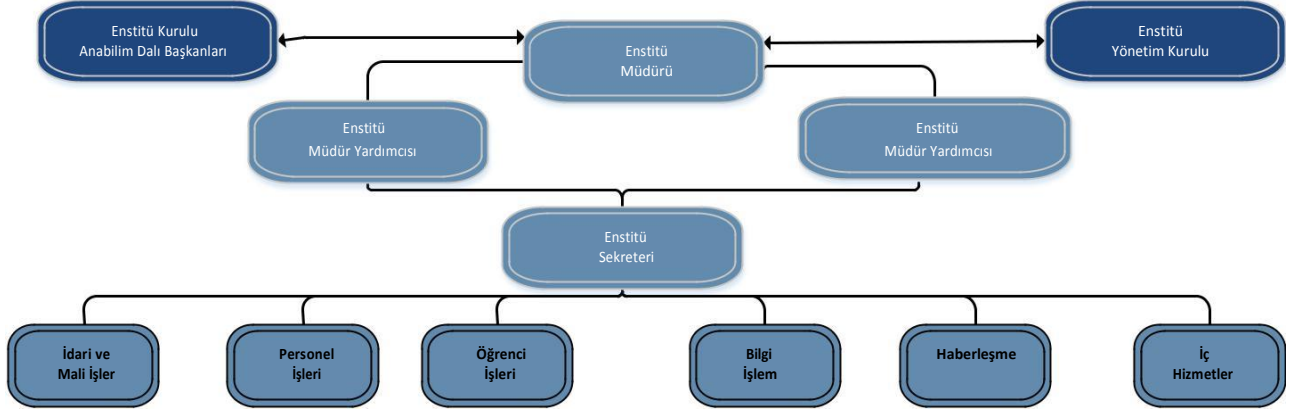 Enstitü Kurulu
Anabilim Dalı Başkanları
Enstitü
Müdürü
Enstitü
Yönetim Kurulu
Enstitü
Müdür Yardımcısı
Enstitü
Müdür Yardımcısı
Enstitü
Sekreteri
İdari ve
Mali İşler
Personel
İşleri
Öğrenci
İşleri
Bilgi
İşlem
Haberleşme
İç
Hizmetler